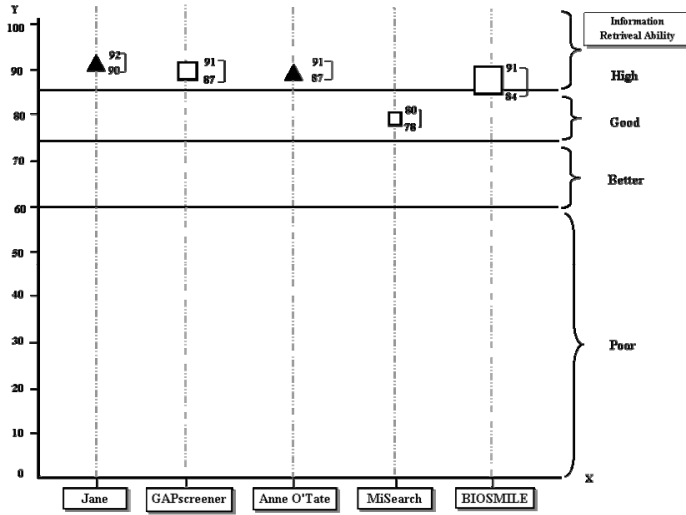 Y
Information
Retriveal Ability
100
92
90
91
87
91
87
91
84
High
90
80
78
Good
80
70
Better
60
50
40
30
Poor
20
10
0
X
Jane
GAPscreener
Anne O'Tate
MiSearch
BIOSMILE